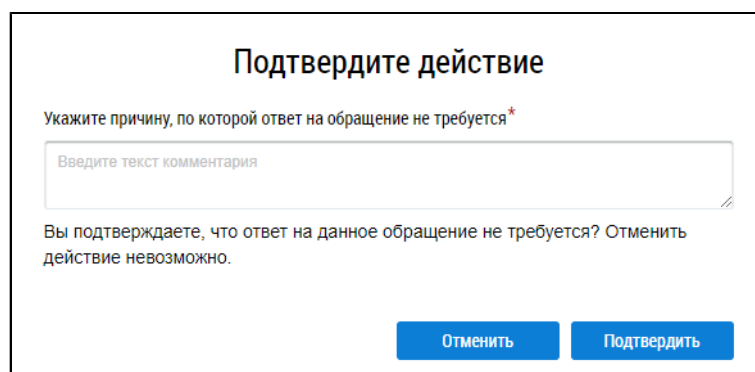 Подтвердите действие
Укажите причину, по которой ответ на обращение не требуется*
Введите текст комментария
Вы подтверждаете, что ответ на данное обращение не требуется? Отменить
действие невозможно.
Отменить Подтвердить